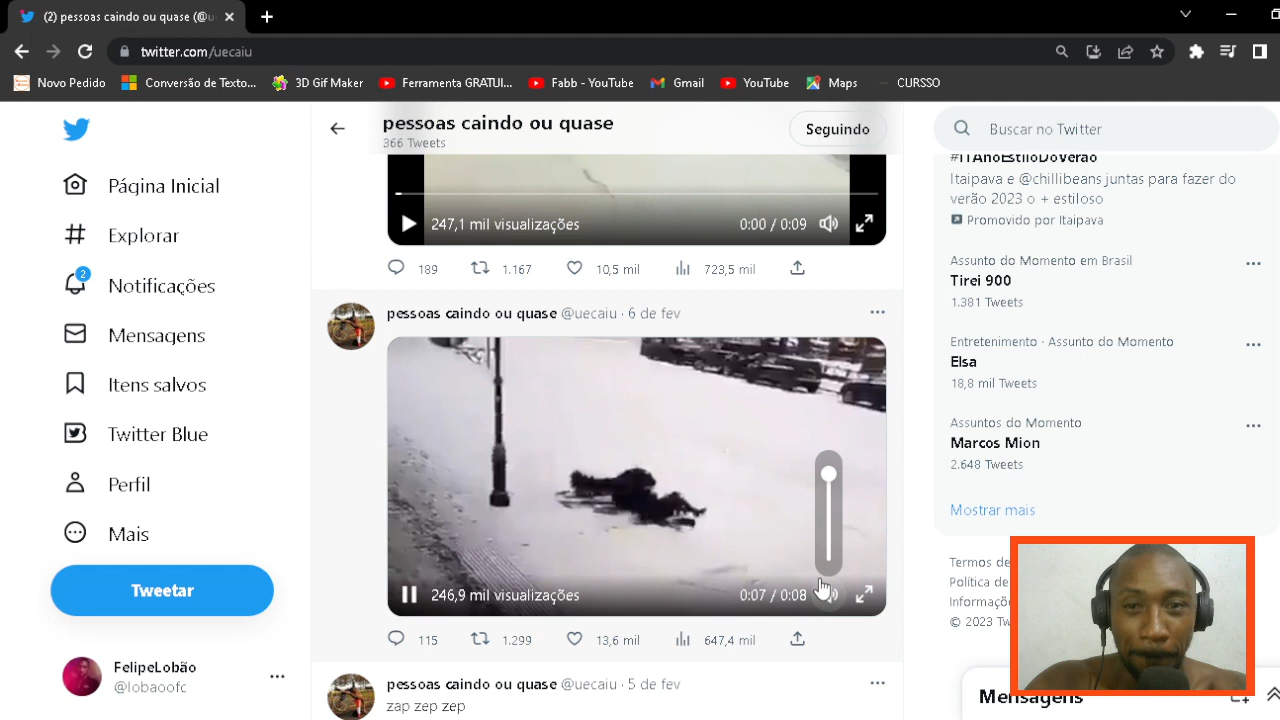 (2) pessoas caindo ou quase (@u
twitter.com/uecaiu
Novo Pedido
Conversão de Texto...
3D Gif Maker
Ferramenta GRATUI...
Fabb - YouTube
Gmail
YouTube
Maps
CURSSO
pessoas caindo ou quase
366 Tweets
Seguindo
Buscar no Twitter
Página Inicial
Explorar
2
Notificações
Mensagens
Itens salvos
Twitter Blue
Perfil
Mais
Tweetar
FelipeLobão
@lobaoofc
247,1 mil visualizações
0:00 / 0:09
189
1.167
10,5 mil
723,5 mil
pessoas caindo ou quase @uecaiu · 6 de fev
246,9 mil visualizações
0:07 / 0:08
115
1.299
13,6 mil
647,4 mil
pessoas caindo ou quase @uecaiu · 5 de fev
zap zep zep
#ITAnoEstiloDoVerão
Itaipava e @chillibeans juntas para fazer do
verão 2023 o + estiloso
Promovido por Itaipava
Assunto do Momento em Brasil
Tirei 900
1.381 Tweets
Entretenimento · Assunto do Momento
Elsa
18,8 mil Tweets
Assuntos do Momento
Marcos Mion
2.648 Tweets
Mostrar mais
Termos de
Política de
Informaçõ
© 2023 Tw
Mensagens